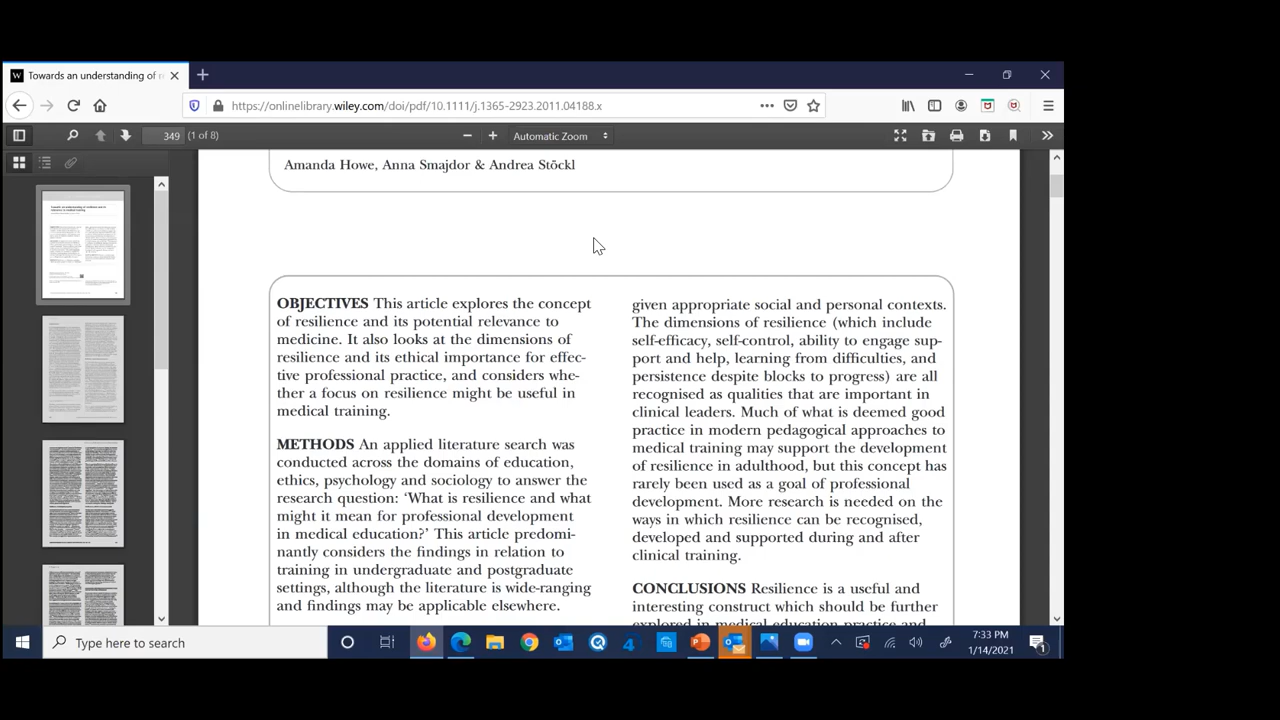 Towards an understanding of r
https://onlinelibrary.wiley.com/doi/pdf/10.1111/j.1365-2923.2011.04188.x
349 (1 of 8)
Automatic Zoom
Amanda Howe, Anna Smajdor & Andrea Stöckl
OBJECTIVES This article explores the concept
of resilience and its potential relevance to
medicine. It also looks at the dimensions of
resilience and its ethical importance for effec-
tive professional practice, and considers whe-
ther a focus on resilience might be useful in
medical training.
METHODS An applied literature search was
conducted across the domains of education,
ethics, psychology and sociology to answer the
research question: ‘What is resilience and what
might it mean for professional development
in medical education?’ This article predomi-
nantly considers the findings in relation to
training in undergraduate and postgraduate
settings, although the literature is wide-ranging
and findings may be applicable elsewhere.
given appropriate social and personal contexts.
The dimensions of resilience (which include
self-efficacy, self-control, ability to engage sup-
port and help, learning from difficulties, and
persistence despite blocks to progress) are all
recognised as qualities that are important in
clinical leaders. Much of what is deemed good
practice in modern pedagogical approaches to
medical training may support the development
of resilience in adulthood, but this concept has
rarely been used as a goal of professional
development. More research is needed on the
ways in which resilience can be recognised,
developed and supported during and after
clinical training.
CONCLUSIONS Resilience is a useful and
interesting construct which should be further
explored in medical education practice and
Type here to search
7:33 PM
1/14/2021